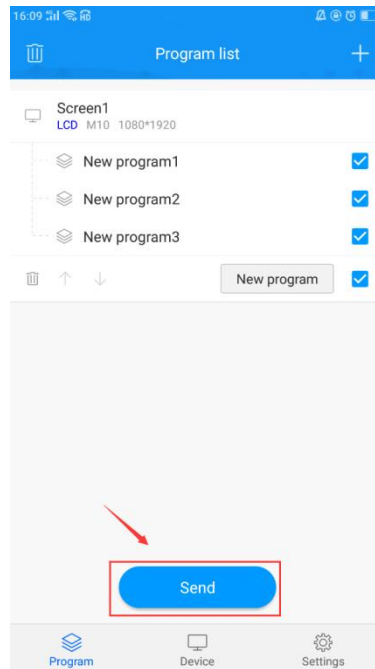 16:09
Program list
Screen1
LCD M10 1080*1920
New program1
New program2
New program3
New program
Send
Program Device Settings